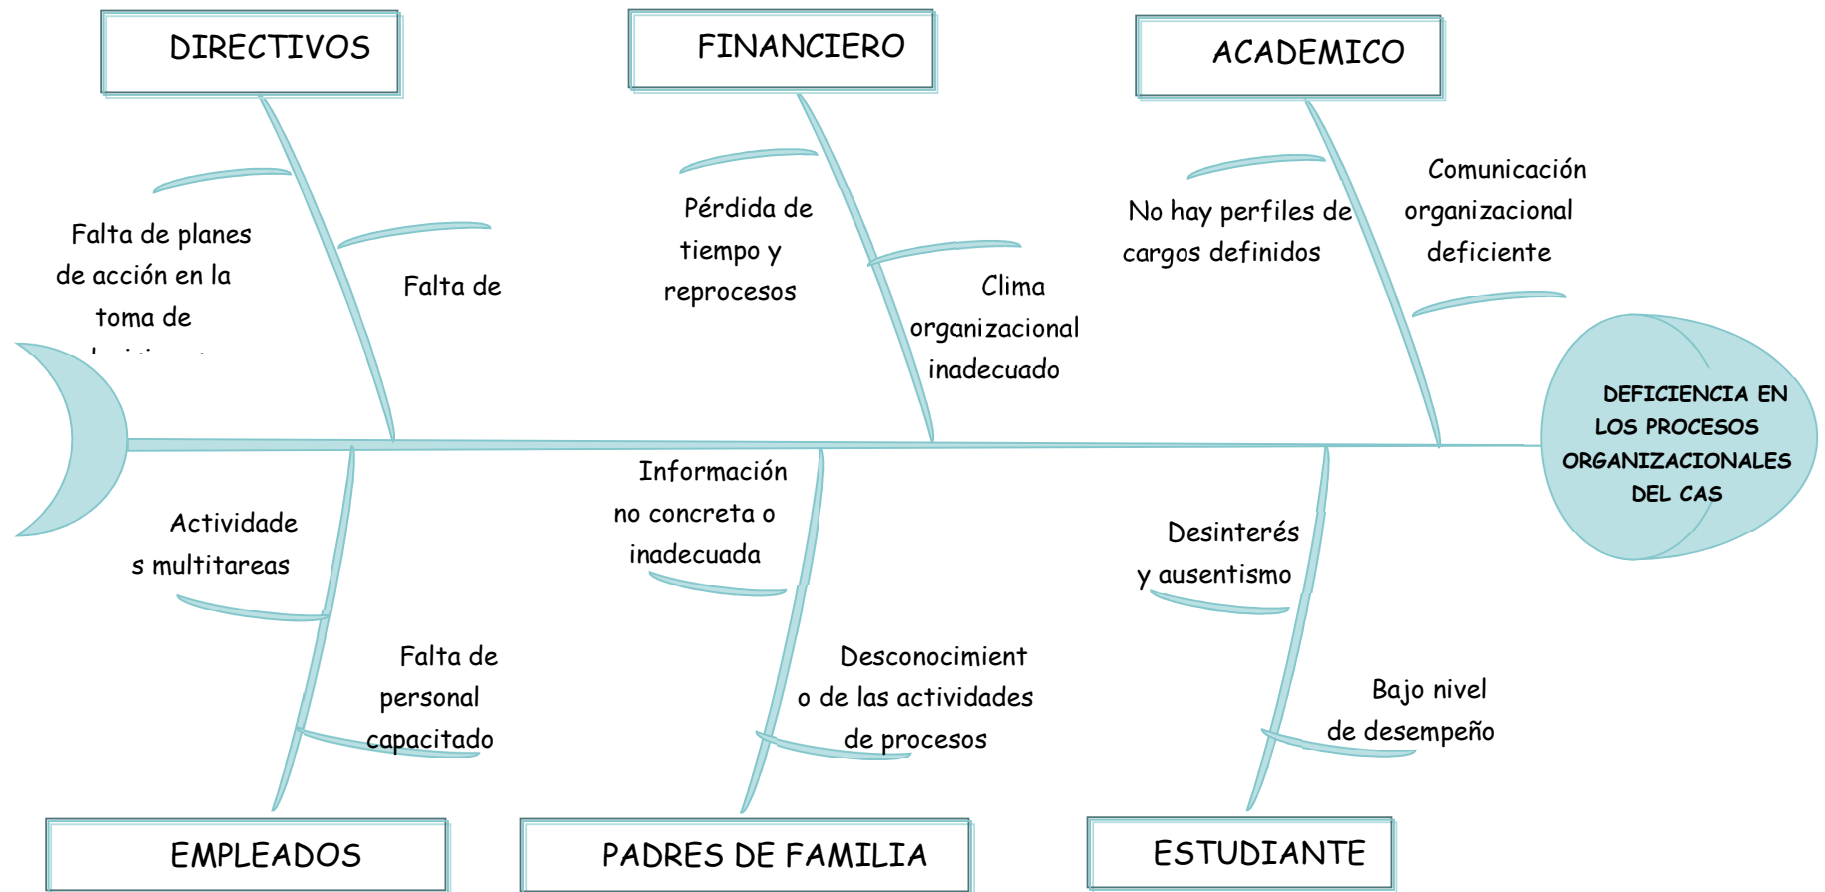 DIRECTIVOS
FINANCIERO
ACADEMICO
Falta de planes
de acción en la
toma de
Falta de
Pérdida de
tiempo y
reprocesos
Clima
organizacional
inadecuado
No hay perfiles de
cargos definidos
Comunicación
organizacional
deficiente
DEFICIENCIA EN
LOS PROCESOS
ORGANIZACIONALES
DEL CAS
Actividade
s multitareas
Falta de
personal
capacitado
Información
no concreta o
inadecuada
Desconocimient
o de las actividades
de procesos
Desinterés
y ausentismo
Bajo nivel
de desempeño
EMPLEADOS
PADRES DE FAMILIA
ESTUDIANTE